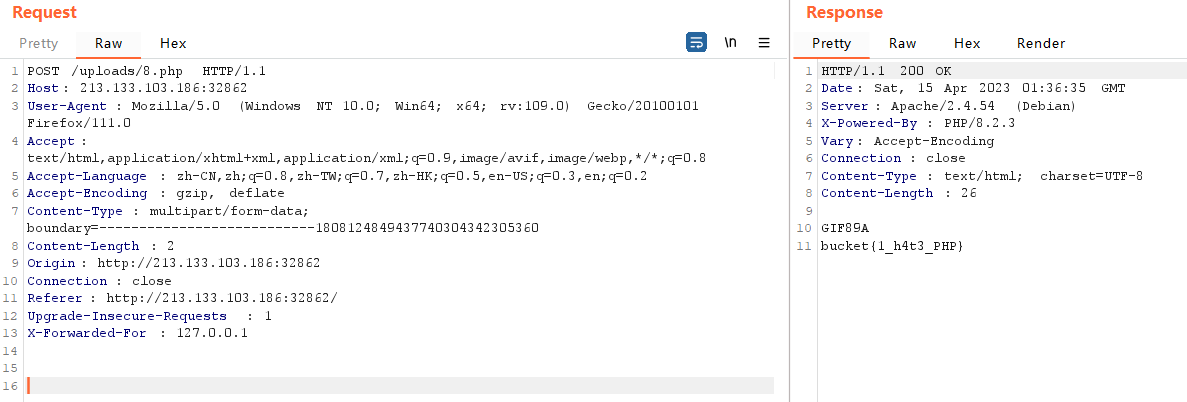 Request
Pretty Raw Hex \n
1 POST /uploads/8.php HTTP/1.1
2 Host: 213.133.103.186:32862
3 User-Agent : Mozilla/5.0 (Windows NT 10.0; Win64; x64; rv:109.0) Gecko/20100101
Firefox/111.0
4 Accept :
text/html,application/xhtml+xml,application/xml;q=0.9,image/avif,image/webp,*/*;q=0.8
5 Accept-Language : zh-CN,zh;q=0.8,zh-TW;q=0.7,zh-HK;q=0.5,en-US;q=0.3,en;q=0.2
6 Accept-Encoding : gzip, deflate
7 Content-Type : multipart/form-data;
boundary=---------------------------1808124849437740304342305360
8 Content-Length : 2
9 Origin : http://213.133.103.186:32862
10 Connection : close
11 Referer : http://213.133.103.186:32862/
12 Upgrade-Insecure-Requests : 1
13 X-Forwarded-For : 127.0.0.1
14
15
16
Response
Pretty Raw Hex Render
1 HTTP/1.1 200 OK
2 Date: Sat, 15 Apr 2023 01:36:35 GMT
3 Server: Apache/2.4.54 (Debian)
4 X-Powered-By : PHP/8.2.3
5 Vary: Accept-Encoding
6 Connection : close
7 Content-Type : text/html; charset=UTF-8
8 Content-Length : 26
9
10 GIF89A
11 bucket{1_h4t3_PHP}